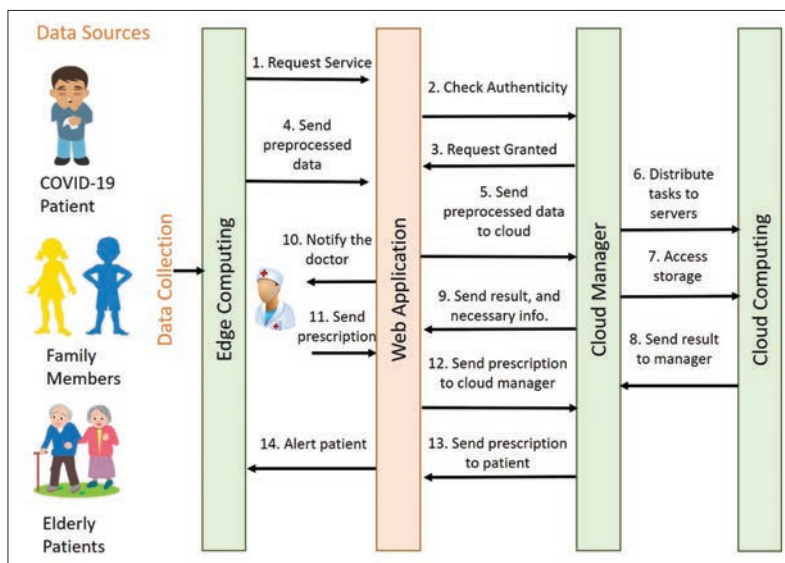 Data Sources
COVID-19
Patient
Family
Members
Elderly
Patients
Data Collection
Edge Computing
1. Request Service
4. Send
preprocessed
data
10. Notify the
doctor
11. Send
prescription
14. Alert patient
Web Application
2. Check Authenticity
3. Request Granted
5. Send
preprocessed data
to cloud
9. Send result, and
necessary info.
12. Send prescription
to cloud manager
13. Send prescription
to patient
Cloud Manager
6. Distribute
tasks to
servers
7. Access
storage
8. Send result
to manager
Cloud Computing